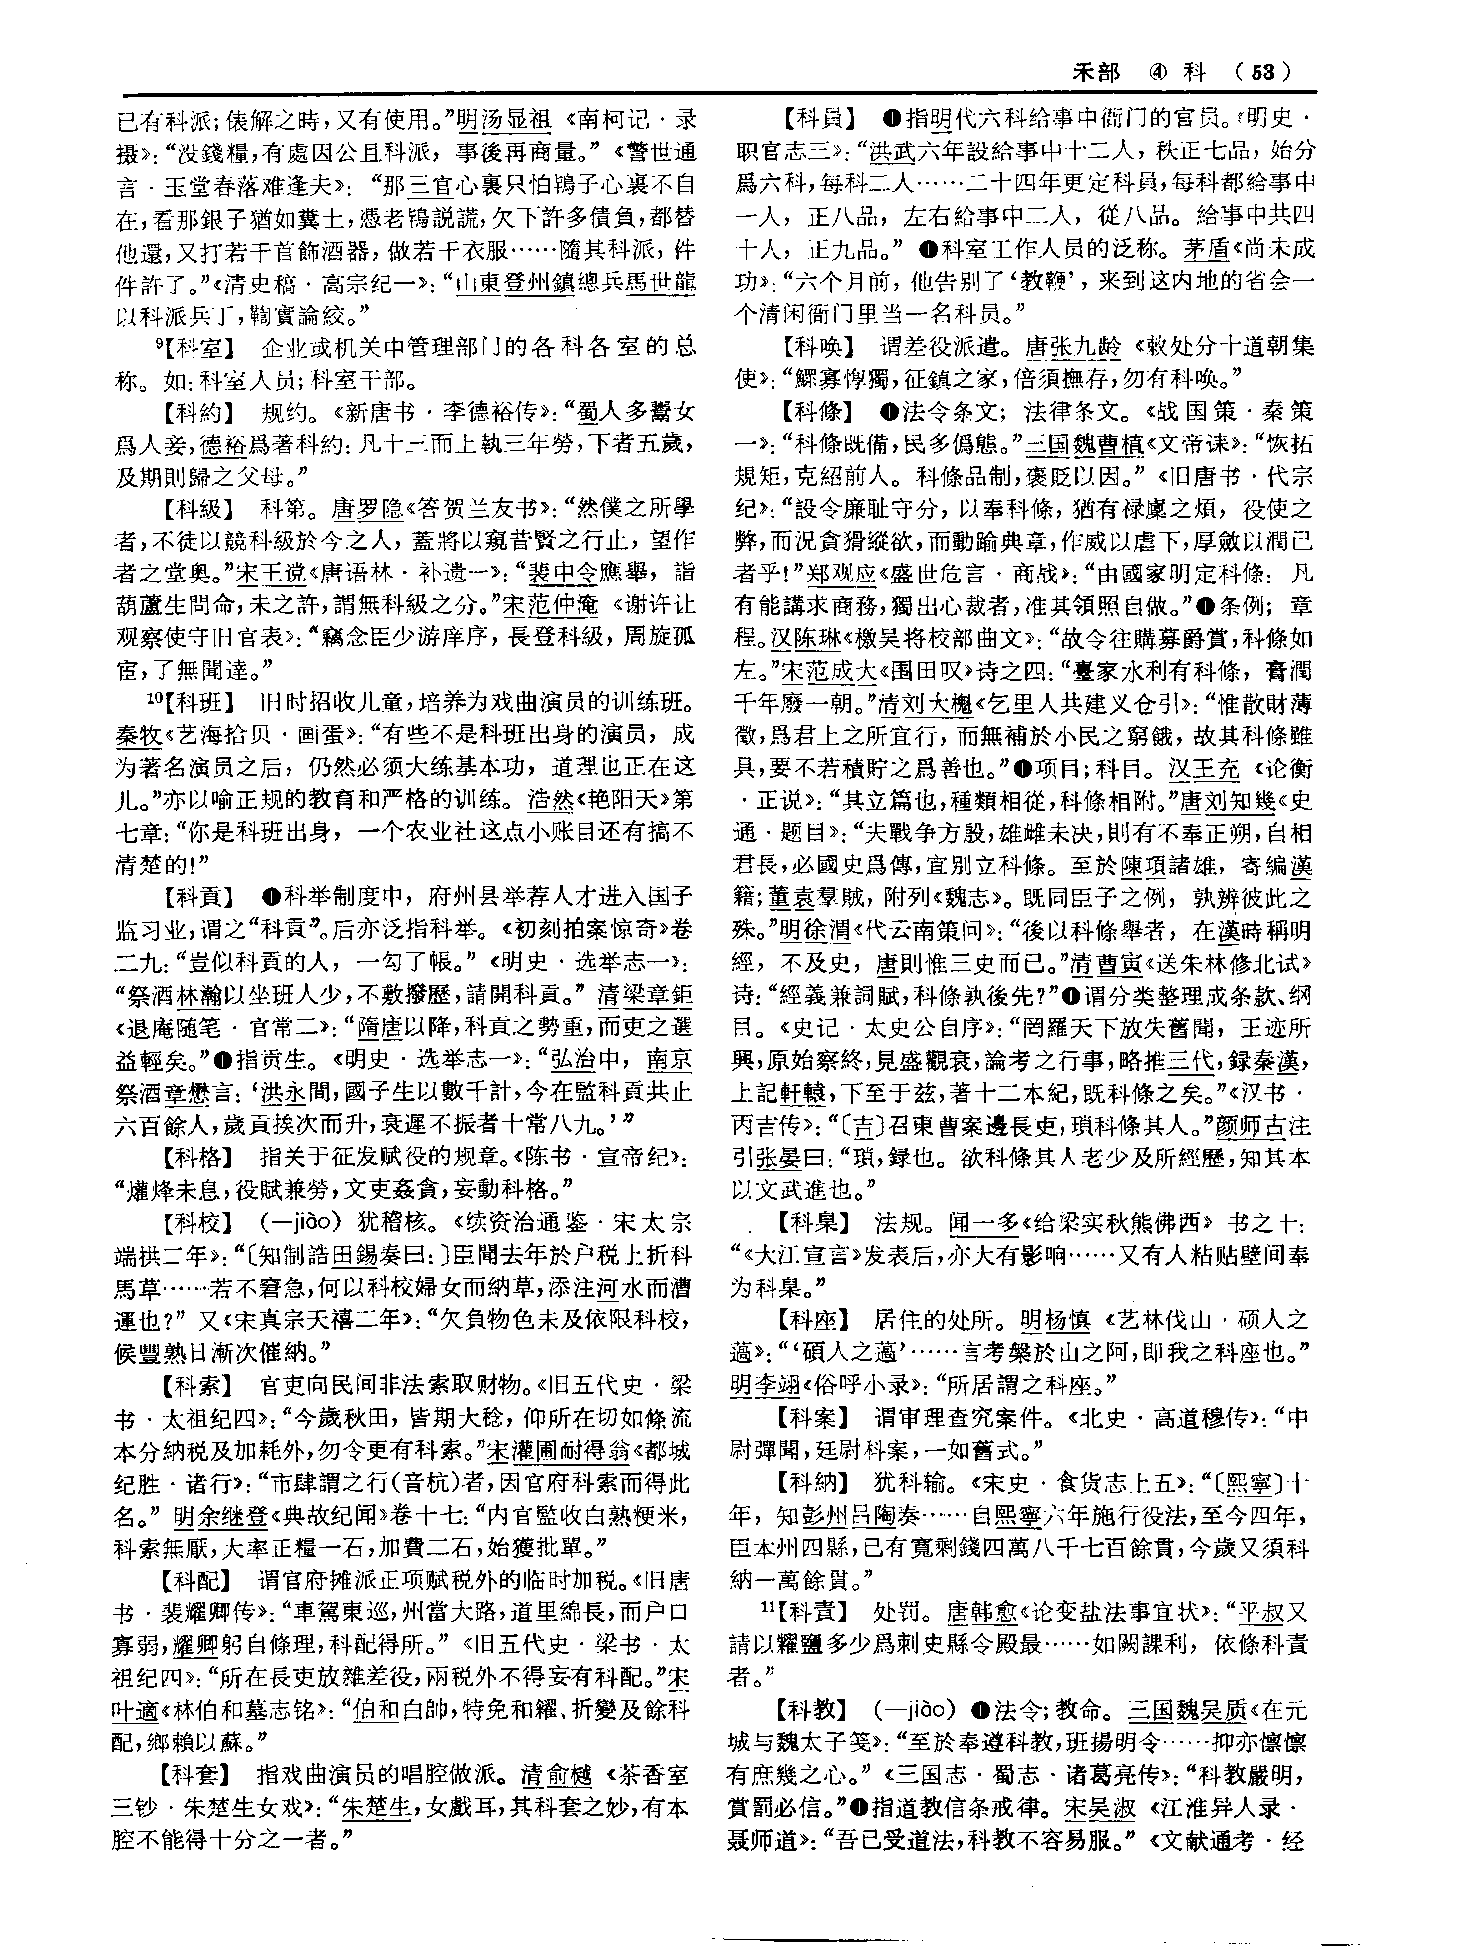 禾部 ④ 科 （53）
已有科派；俵解之時，又有使用。”明汤显祖《南柯记·录
摄》：“没錢糧，有處因公且科派，事後再商量。”《警世通
言·玉堂春落难逢夫》：“那三官心裏只怕鴇子心裏不自
在，看那銀子猶如糞土，憑老鴇説謊，欠下許多債負，都替
他還，又打若干首飾酒器，做若干衣服……隨其科派，件
件許了。”《清史稿·高宗纪一》：“山東登州鎮總兵馬世龍
以科派兵丁，鞫實論絞。”
⁹【科室】 企业或机关中管理部门的各科各室的总
称。如：科室人员；科室干部。
【科約】 规约。《新唐书·李德裕传》：“蜀人多鬻女
爲人妾，德裕爲著科約：凡十三而上執三年勞，下者五歲，
及期則歸之父母。”
【科級】 科第。唐罗隐《答贺兰友书》：“然僕之所學
者，不徒以競科級於今之人，蓋將以窺昔賢之行止，望作
者之堂奥。”宋王谠《唐语林·补遗一》：“裴中令應舉，詣
葫蘆生問命，未之許，謂無科級之分。”宋范仲淹《谢许让
观察使守旧官表》：“竊念臣少游庠序，長登科級，周旋孤
宦，了無聞達。”
¹⁰【科班】 旧时招收儿童，培养为戏曲演员的训练班。
秦牧《艺海拾贝·画蛋》：“有些不是科班出身的演员，成
为著名演员之后，仍然必须大练基本功，道理也正在这
儿。”亦以喻正规的教育和严格的训练。浩然《艳阳天》第
七章：“你是科班出身，一个农业社这点小账目还有搞不
清楚的！”
【科貢】 ❶科举制度中，府州县举荐人才进入国子
监习业，谓之“科貢”。后亦泛指科举。《初刻拍案惊奇》卷
二九：“豈似科貢的人，一勾了帳。”《明史·选举志一》：
“祭酒林瀚以坐班人少，不敷撥歷，請開科貢。”清梁章鉅
《退庵随笔·官常二》：“隋唐以降，科貢之勢重，而吏之選
益輕矣。”❶指贡生。《明史·选举志一》：“弘治中，南京
祭酒章懋言：‘洪永間，國子生以數千計，今在監科貢共止
六百餘人，歲貢挨次而升，衰遲不振者十常八九。’”
【科格】 指关于征发赋役的规章。《陈书·宣帝纪》：
“爟烽未息，役賦兼勞，文吏姦貪，妄動科格。”
【科校】 （—jiào）犹稽核。《续资治通鉴·宋太宗
端拱二年》：“〔知制誥田錫奏曰：〕臣聞去年於户税上折科
馬草……若不窘急，何以科校婦女而納草，添注河水而漕
運也？”又《宋真宗天禧二年》：“欠負物色未及依限科校，
候豐熟日漸次催納。”
【科索】 官吏向民间非法索取财物。《旧五代史·梁
书·太祖纪四》：“今歲秋田，皆期大稔，仰所在切如條流
本分納税及加耗外，勿令更有科索。”宋灌圃耐得翁《都城
纪胜·诸行》：“市肆謂之行（音杭）者，因官府科索而得此
名。”明余继登《典故纪闻》卷十七：“内官監收白熟粳米，
科索無厭，大率正糧一石，加費二石，始獲批單。”
【科配】 谓官府摊派正项赋税外的临时加税。《旧唐
书·裴耀卿传》：“車駕東巡，州當大路，道里綿長，而户口
寡弱，耀卿躬自條理，科配得所。”《旧五代史·梁书·太
祖纪四》：“所在長吏放雜差役，兩税外不得妄有科配。”宋
叶適《林伯和墓志铭》：“伯和白帥，特免和糴、折變及餘科
配，鄉賴以蘇。”
【科套】 指戏曲演员的唱腔做派。清俞樾《茶香室
三钞·朱楚生女戏》：“朱楚生，女戲耳，其科套之妙，有本
腔不能得十分之一者。”
【科員】 ❶指明代六科给事中衙门的官员。《明史·
职官志三》：“洪武六年設給事中十二人，秩正七品，始分
爲六科，每科二人……二十四年更定科員，每科都給事中
一人，正八品，左右給事中二人，從八品。給事中共四
十人，正九品。”❶科室工作人员的泛称。茅盾《尚未成
功》：“六个月前，他告别了‘教鞭’，来到这内地的省会一
个清闲衙门里当一名科员。”
【科唤】 谓差役派遣。唐张九龄《敕处分十道朝集
使》：“鰥寡惸獨，征鎮之家，倍須撫存，勿有科唤。”
【科條】 ❶法令条文；法律条文。《战国策·秦策
一》：“科條既備，民多僞態。”三国魏曹植《文帝诔》：“恢拓
規矩，克紹前人。科條品制，褒貶以因。”《旧唐书·代宗
纪》：“設令廉耻守分，以奉科條，猶有禄廩之煩，役使之
弊，而況貪猾縱欲，而動踰典章，作威以虐下，厚斂以潤己
者乎！”郑观应《盛世危言·商战》：“由國家明定科條：凡
有能講求商務，獨出心裁者，准其領照自做。”❶条例；章
程。汉陈琳《檄吴将校部曲文》：“故令往購募爵賞，科條如
左。”宋范成大《围田叹》诗之四：“臺家水利有科條，膏潤
千年廢一朝。”清刘大櫆《乞里人共建义仓引》：“惟散財薄
徵，爲君上之所宜行，而無補於小民之窮餓，故其科條雖
具，要不若積貯之爲善也。”❶项目；科目。汉王充《论衡
·正说》：“其立篇也，種類相從，科條相附。”唐刘知幾《史
通·题目》：“夫戰争方殷，雄雌未决，則有不奉正朔，自相
君長，必國史爲傳，宜别立科條。至於陳項諸雄，寄編漢
籍；董袁羣賊，附列《魏志》。既同臣子之例，孰辨彼此之
殊。”明徐渭《代云南策问》：“後以科條舉者，在漢時稱明
經，不及史，唐則惟三史而已。”清曹寅《送朱林修北试》
诗：“經義兼詞賦，科條孰後先？”❶谓分类整理成条款、纲
目。《史记·太史公自序》：“罔羅天下放失舊聞，王迹所
興，原始察終，見盛觀衰，論考之行事，略推三代，録秦漢，
上記軒轅，下至于兹，著十二本紀，既科條之矣。”《汉书·
丙吉传》：“〔吉〕召東曹案邊長吏，瑣科條其人。”颜师古注
引张晏曰：“瑣，録也。欲科條其人老少及所經歷，知其本
以文武進也。”
【科臬】 法规。闻一多《给梁实秋熊佛西》书之十：
“《大江宣言》发表后，亦大有影响……又有人粘贴壁间奉
为科臬。”
【科座】 居住的处所。明杨慎《艺林伐山·硕人之
薖》：“‘碩人之薖’……言考槃於山之阿，即我之科座也。”
明李翊《俗呼小录》：“所居謂之科座。”
【科案】 谓审理查究案件。《北史·高道穆传》：“中
尉彈聞，廷尉科案，一如舊式。”
【科納】 犹科输。《宋史·食货志上五》：“〔熙寧〕十
年，知彭州吕陶奏……自熙寧六年施行役法，至今四年，
臣本州四縣，已有寬剩錢四萬八千七百餘貫，今歲又須科
納一萬餘貫。”
¹¹【科責】 处罚。唐韩愈《论变盐法事宜状》：“平叔又
請以糶鹽多少爲刺史縣令殿最……如闕課利，依條科責
者。”
【科教】 （—jiào）❶法令；教命。三国魏吴质《在元
城与魏太子笺》：“至於奉遵科教，班揚明令……抑亦懔懔
有庶幾之心。”《三国志·蜀志·诸葛亮传》：“科教嚴明，
賞罰必信。”❶指道教信条戒律。宋吴淑《江淮异人录·
聂师道》：“吾已受道法，科教不容易服。”《文献通考·经